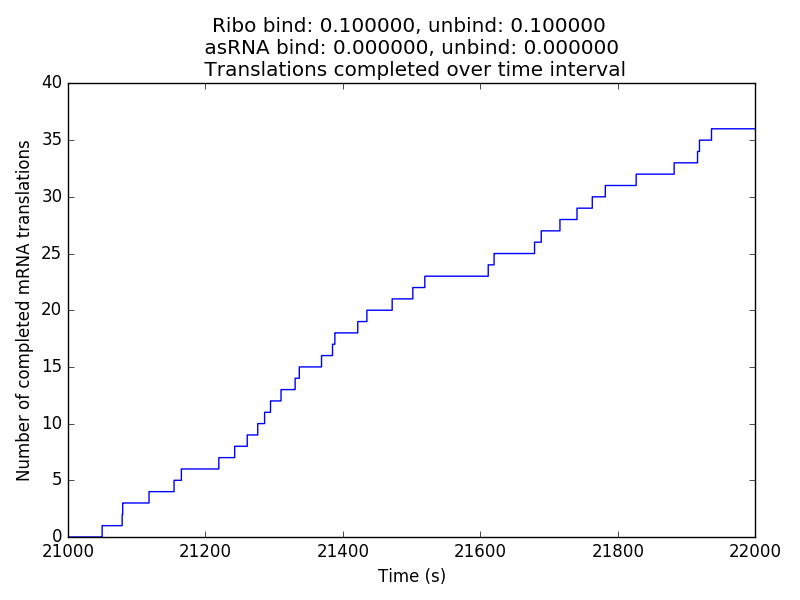 Ribo bind: 0.100000, unbind: 0.100000
asRNA bind: 0.000000, unbind: 0.000000
Translations completed over time interval
40
35
30
25
20
15
10
5
0
Number of completed mRNA translations
21000 21200 21400 21600 21800 22000
Time (s)